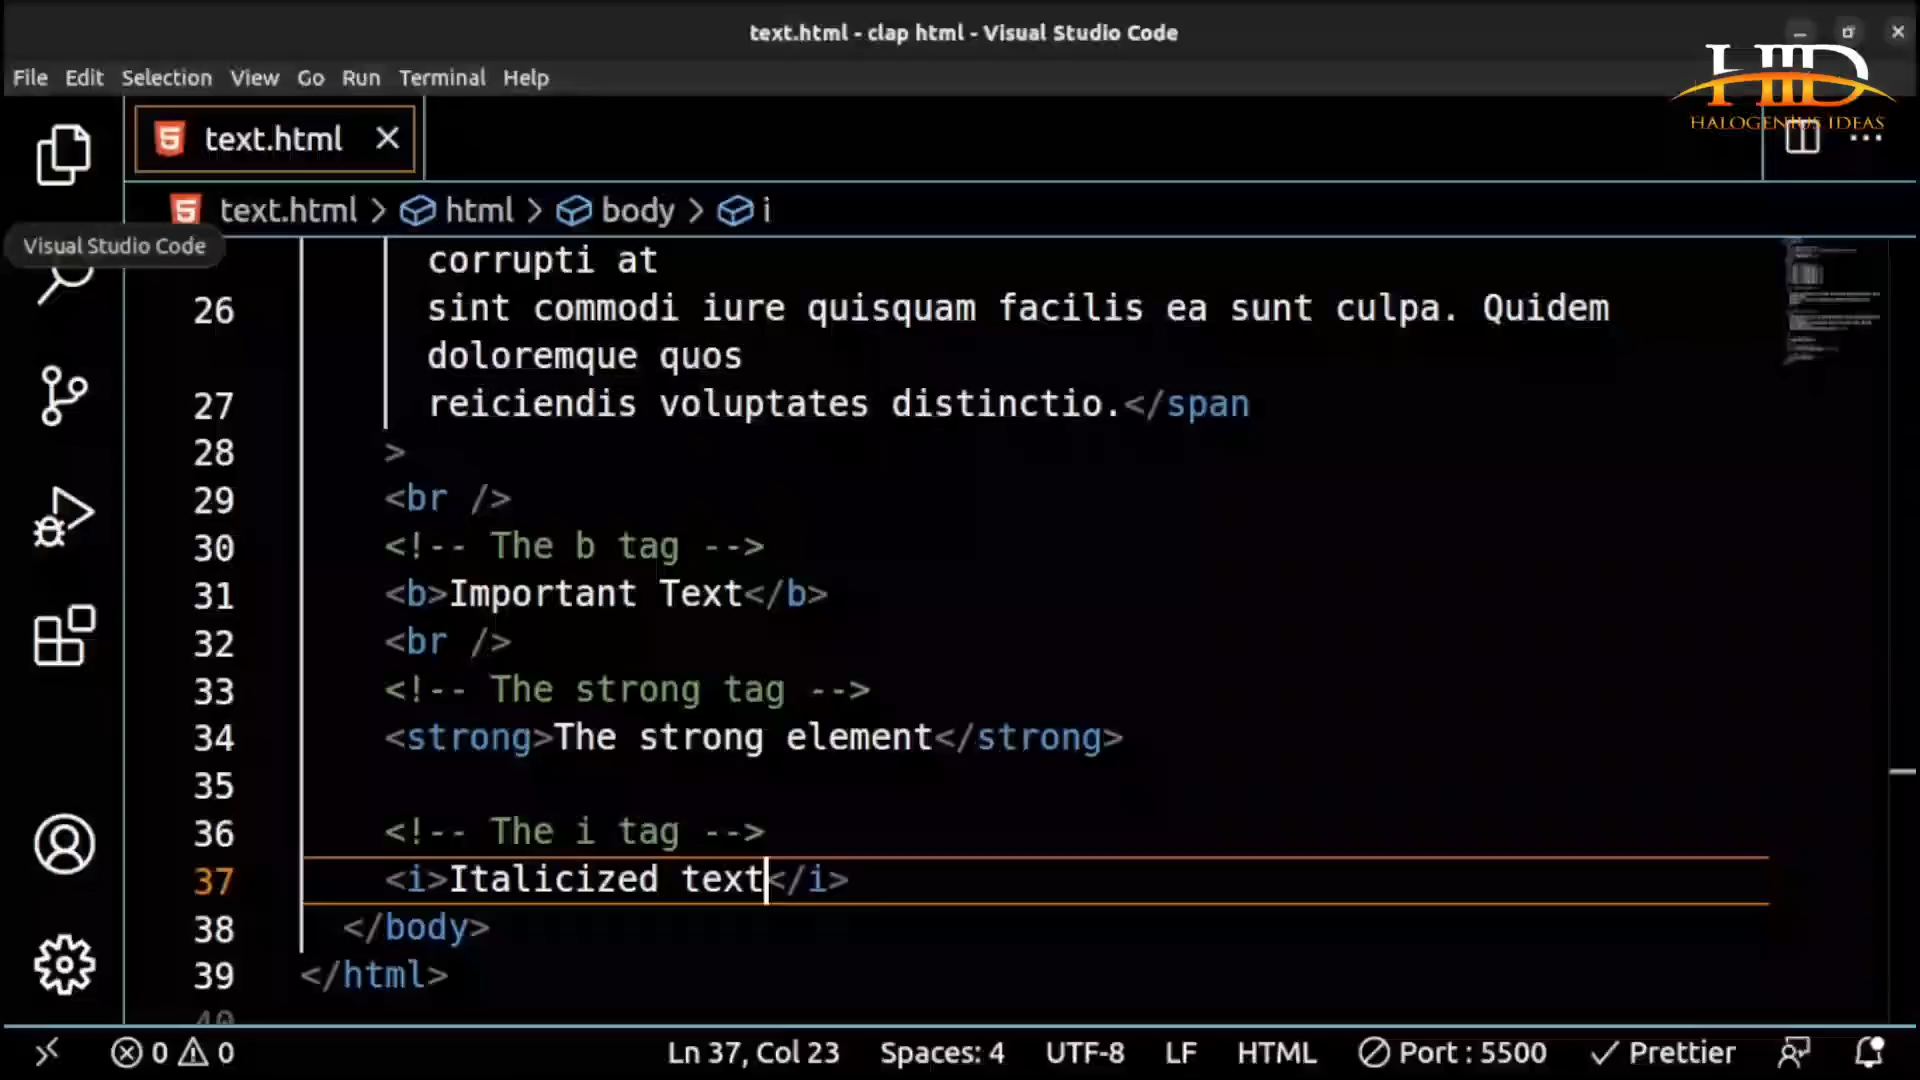 text.html - clap html - Visual Studio Code
File Edit Selection View Go Run Terminal Help
HID
HALOGENIUS IDEAS
text.html
text.html > html > body > i
Visual Studio Code
corrupti at
26 sint commodi iure quisquam facilis ea sunt culpa. Quidem
doloremque quos
27 reiciendis voluptates distinctio.</span
28 >
29 <br />
30 <!-- The b tag -->
31 <b>Important Text</b>
32 <br />
33 <!-- The strong tag -->
34 <strong>The strong element</strong>
35
36 <!-- The i tag -->
37 <i>Italicized text</i>
38 </body>
39 </html>
40
0 0 Ln 37, Col 23 Spaces: 4 UTF-8 LF HTML Port : 5500 Prettier